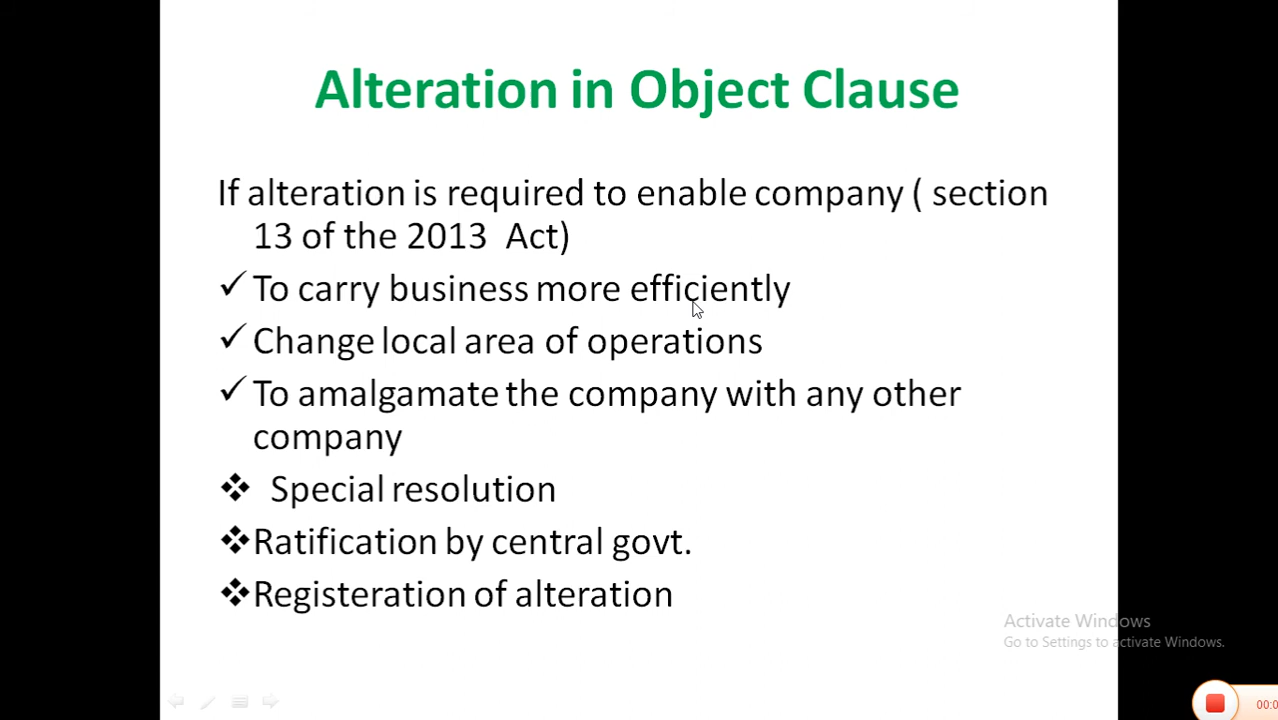 Alteration in Object Clause
If alteration is required to enable company ( section
13 of the 2013 Act)
✓ To carry business more efficiently
✓ Change local area of operations
✓ To amalgamate the company with any other
company
❖ Special resolution
❖ Ratification by central govt.
❖ Registeration of alteration
Activate Windows
Go to Settings to activate Windows.